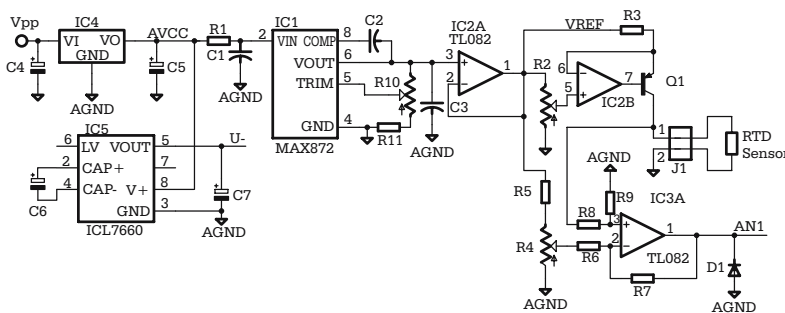 Vpp
IC4
VI VO
GND
AVCC
R1
C1
C4
C5
AGND
AGND
IC1
2 VIN COMP 8
VOUT 6
TRIM 5
GND 4
MAX872
C2
R10
R11
C3
AGND
IC2A
TL082
3
2
1
VREF
R3
R2
6
5
7
IC2B
Q1
AGND
1
2
J1
RTD
Sensor
IC5
6 LV VOUT 5
2 CAP+ 7
4 CAP- V+ 8
GND 3
ICL7660
U-
C6
C7
AGND
R5
R4
AGND
AGND
R9
R8
R6
R7
IC3A
3
2
1
TL082
AN1
D1
AGND
AGND